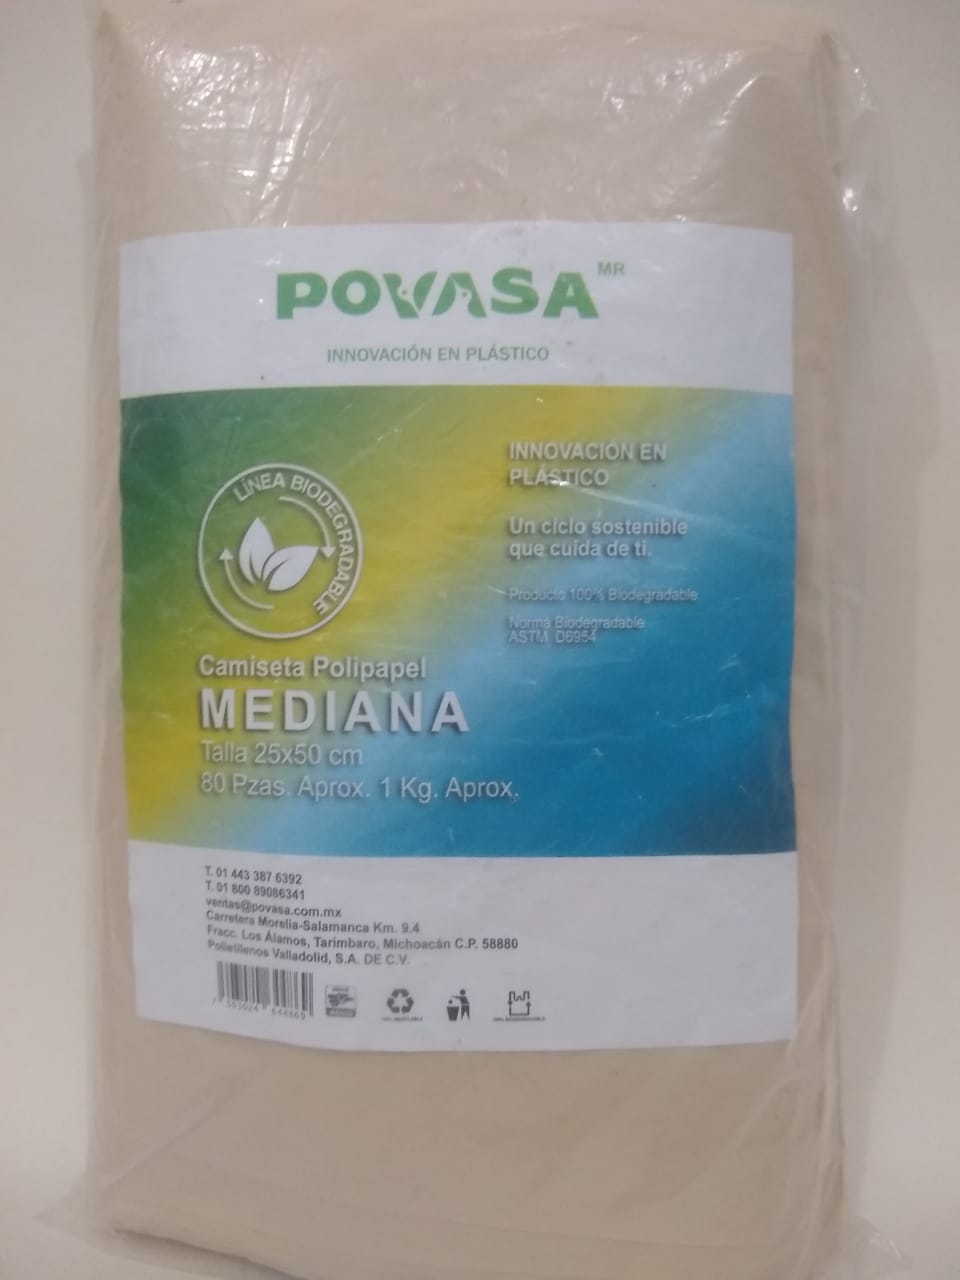 POVASA MR
INNOVACIÓN EN PLÁSTICO
LÍNEA BIODEGRADABLE
INNOVACIÓN EN
PLÁSTICO
Un ciclo sostenible
que cuida de ti.
Producto 100% Biodegradable
Norma Biodegradable
ASTM D6954
Camiseta Polipapel
MEDIANA
Talla 25x50 cm
80 Pzas. Aprox. 1 Kg. Aprox.
T. 01 443 387 6392
T. 01 800 89086341
ventas@povasa.com.mx
Carretera Morelia-Salamanca Km. 9.4
Fracc. Los Álamos, Tarímbaro, Michoacán C.P. 58880
Polietilenos Valladolid, S.A. DE C.V.
7 503024 644869